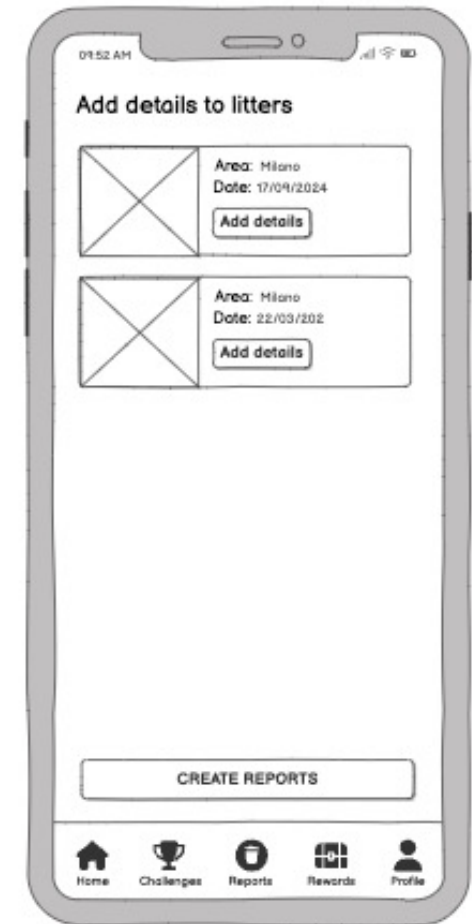 09:52 AM
Add details to litters
Area: Milano
Date: 17/09/2024
Add details
Area: Milano
Date: 22/03/202
Add details
CREATE REPORTS
Home Challenges Reports Rewards Profile